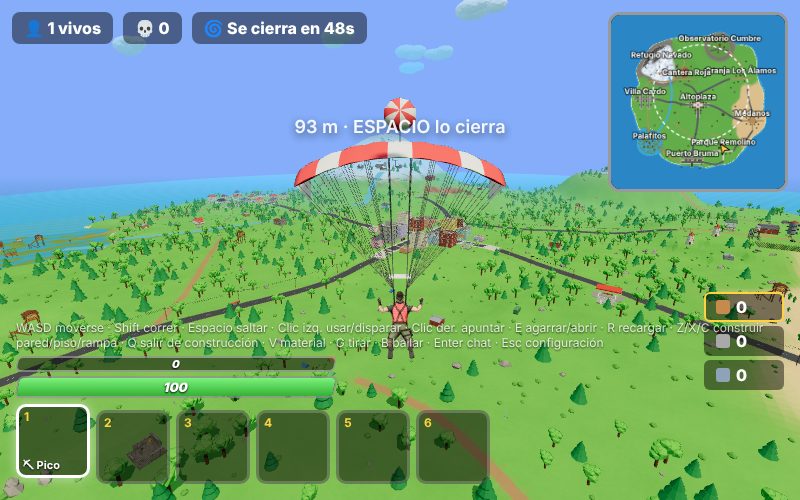 1 vivos
0
Se cierra en 48s
Observatorio Cumbre
Refugio Nevado
Cantera Roja
Granja Los Álamos
Villa Cardo
Altoplaza
Médanos
Palafitos
Parque Remolino
Puerto Bruma
93 m · ESPACIO lo cierra
0
WASD moverse · Shift correr · Espacio saltar · Clic izq. usar/disparar · Clic der. apuntar · E agarrar/abrir · R recargar · Z/X/C construir
pared/piso/rampa · Q salir de construcción · V material · G tirar · B bailar · Enter chat · Esc configuración
0
0
0
100
1
2
3
4
5
6
Pico